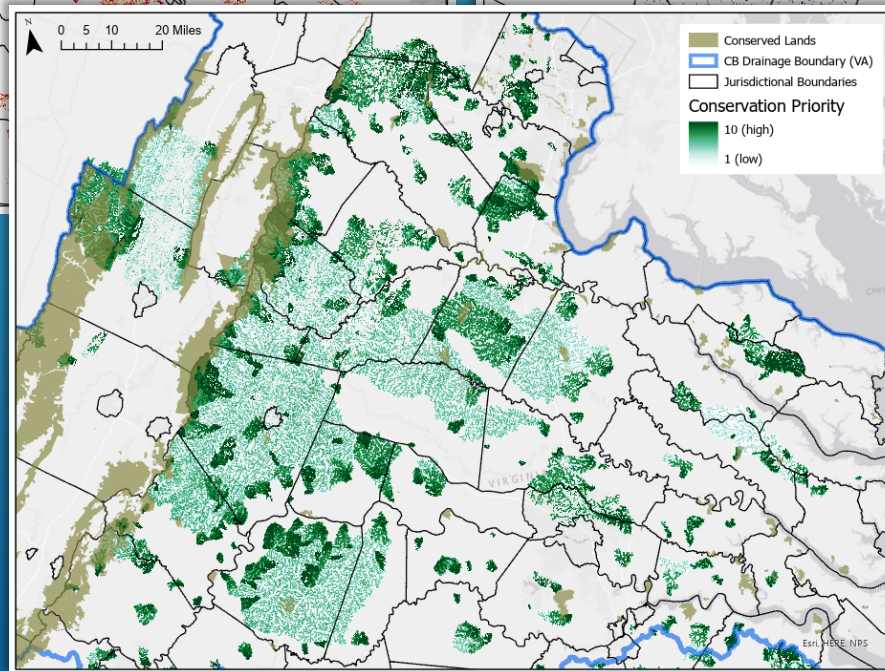 N
0 5 10 20 Miles
Conserved Lands
CB Drainage Boundary (VA)
Jurisdictional Boundaries
Conservation Priority
10 (high)
1 (low)
Esri, HERE, NPS